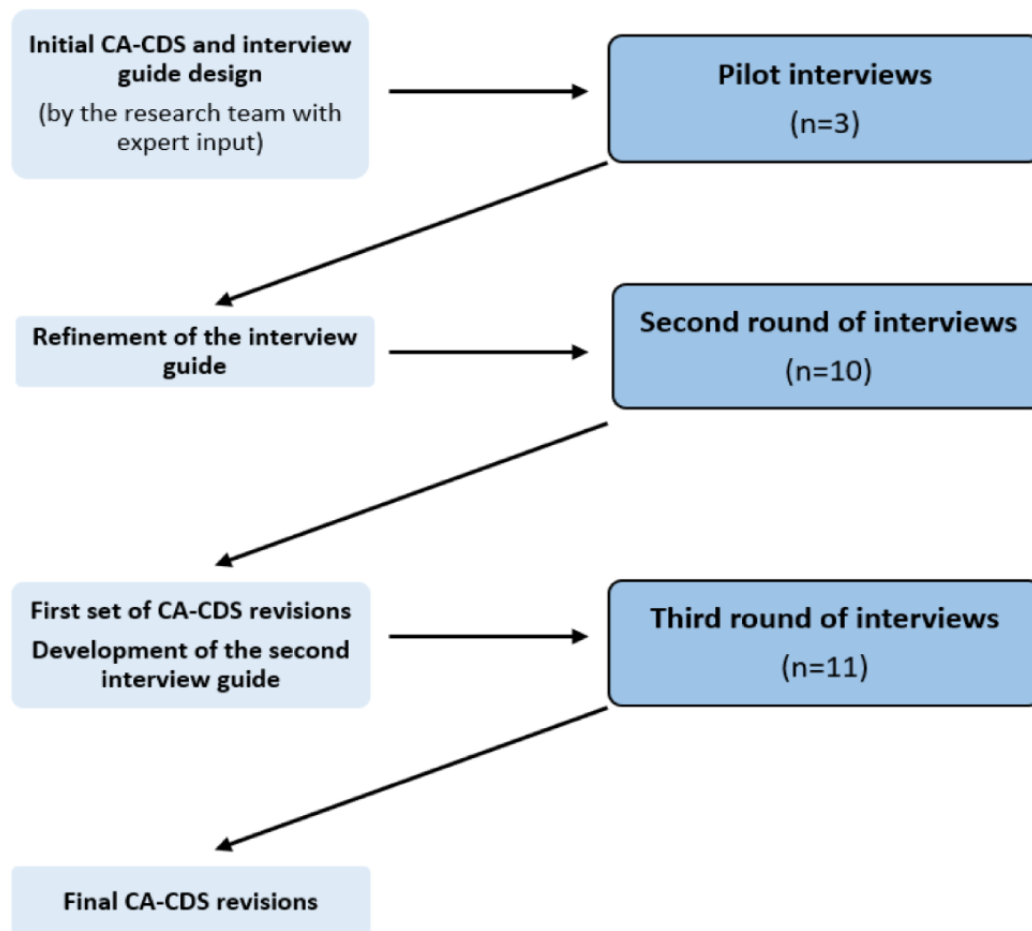 Initial CA-CDS and interview
guide design
(by the research team with
expert input)
Pilot interviews
(n=3)
Refinement of the interview
guide
Second round of interviews
(n=10)
First set of CA-CDS revisions
Development of the second
interview guide
Third round of interviews
(n=11)
Final CA-CDS revisions